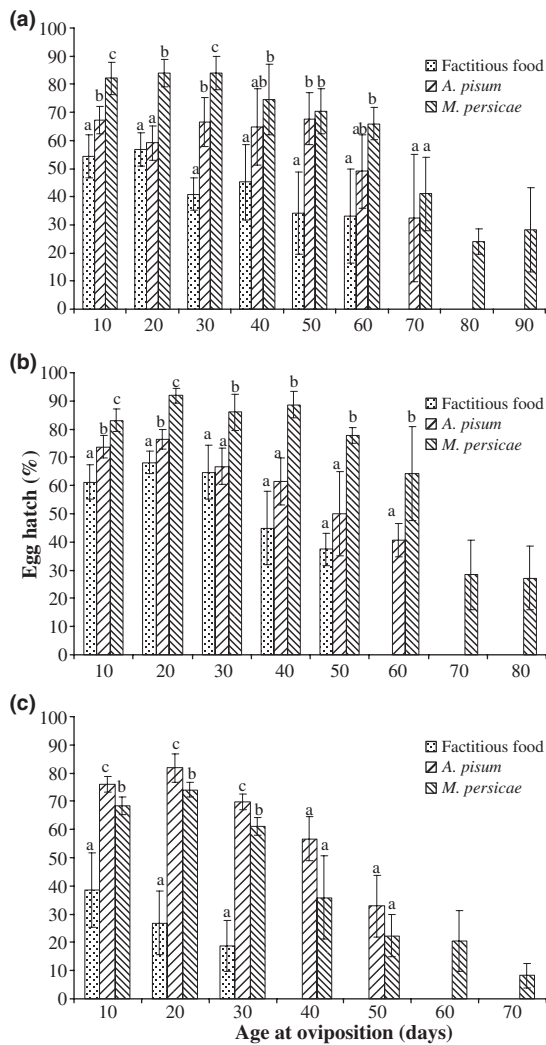 (a)
100
90
80
70
60
50
40
30
20
10
0
a b c a a b a b c a ab b a b b a ab b a a
Factitious food
A. pisum
M. persicae
10 20 30 40 50 60 70 80 90
(b)
Egg hatch (%)
100
90
80
70
60
50
40
30
20
10
0
a b c a b c a a b a a b a a b a b
Factitious food
A. pisum
M. persicae
10 20 30 40 50 60 70 80
(c)
100
90
80
70
60
50
40
30
20
10
0
a c b a c b a c b a a a a
Factitious food
A. pisum
M. persicae
10 20 30 40 50 60 70
Age at oviposition (days)